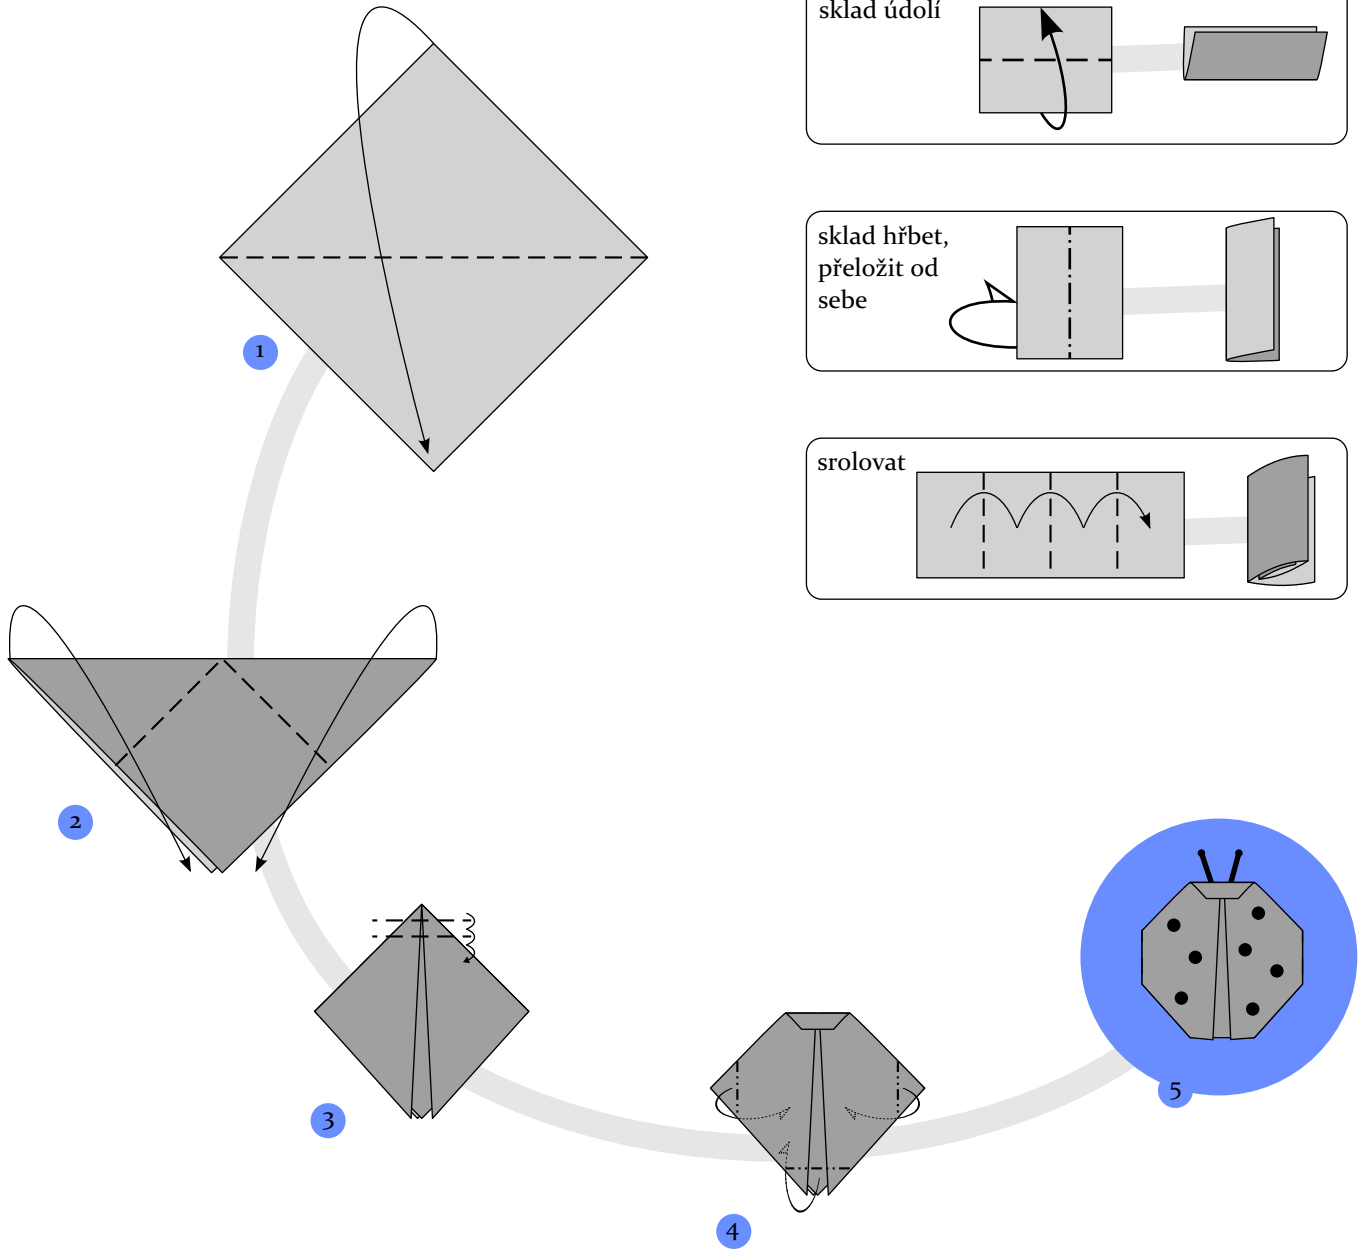 sklad údolí
sklad hřbet,
přeložit od
sebe
srolovat
1
2
3
4
5